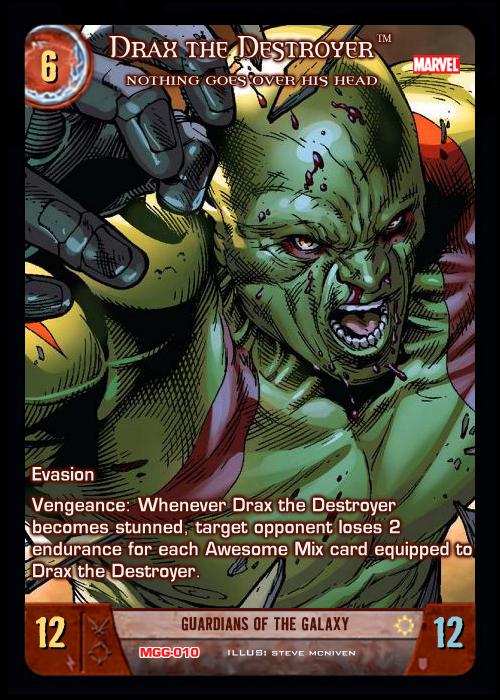 6
DRAX THE DESTROYER™
NOTHING GOES OVER HIS HEAD
MARVEL
Evasion
Vengeance: Whenever Drax the Destroyer
becomes stunned, target opponent loses 2
endurance for each Awesome Mix card equipped to
Drax the Destroyer.
12
GUARDIANS OF THE GALAXY
12
MGG-010
ILLUS: STEVE MCNIVEN